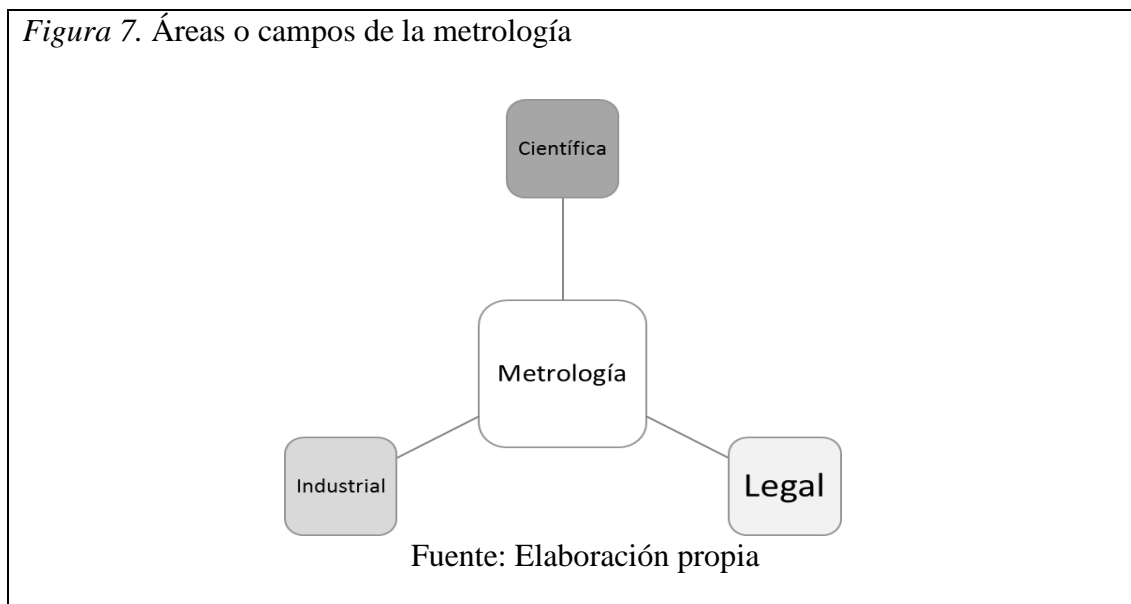 Figura 7. Áreas o campos de la metrología
Científica
Metrología
Industrial
Legal
Fuente: Elaboración propia